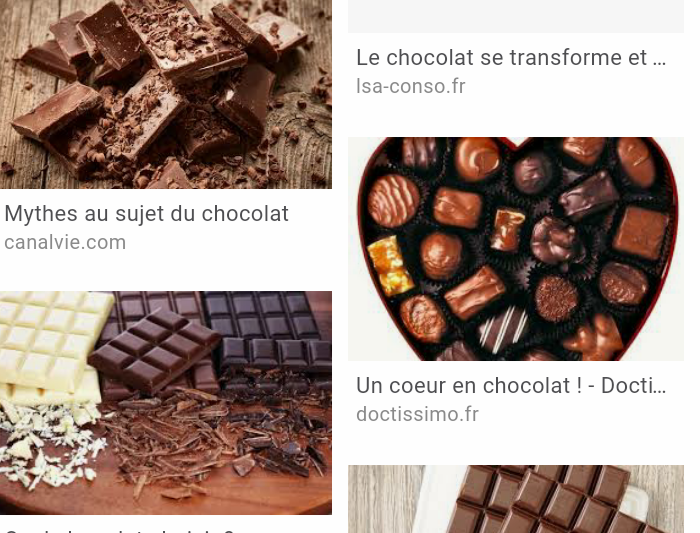 Le chocolat se transforme et ...
lsa-conso.fr
Mythes au sujet du chocolat
canalvie.com
Un coeur en chocolat ! - Docti...
doctissimo.fr